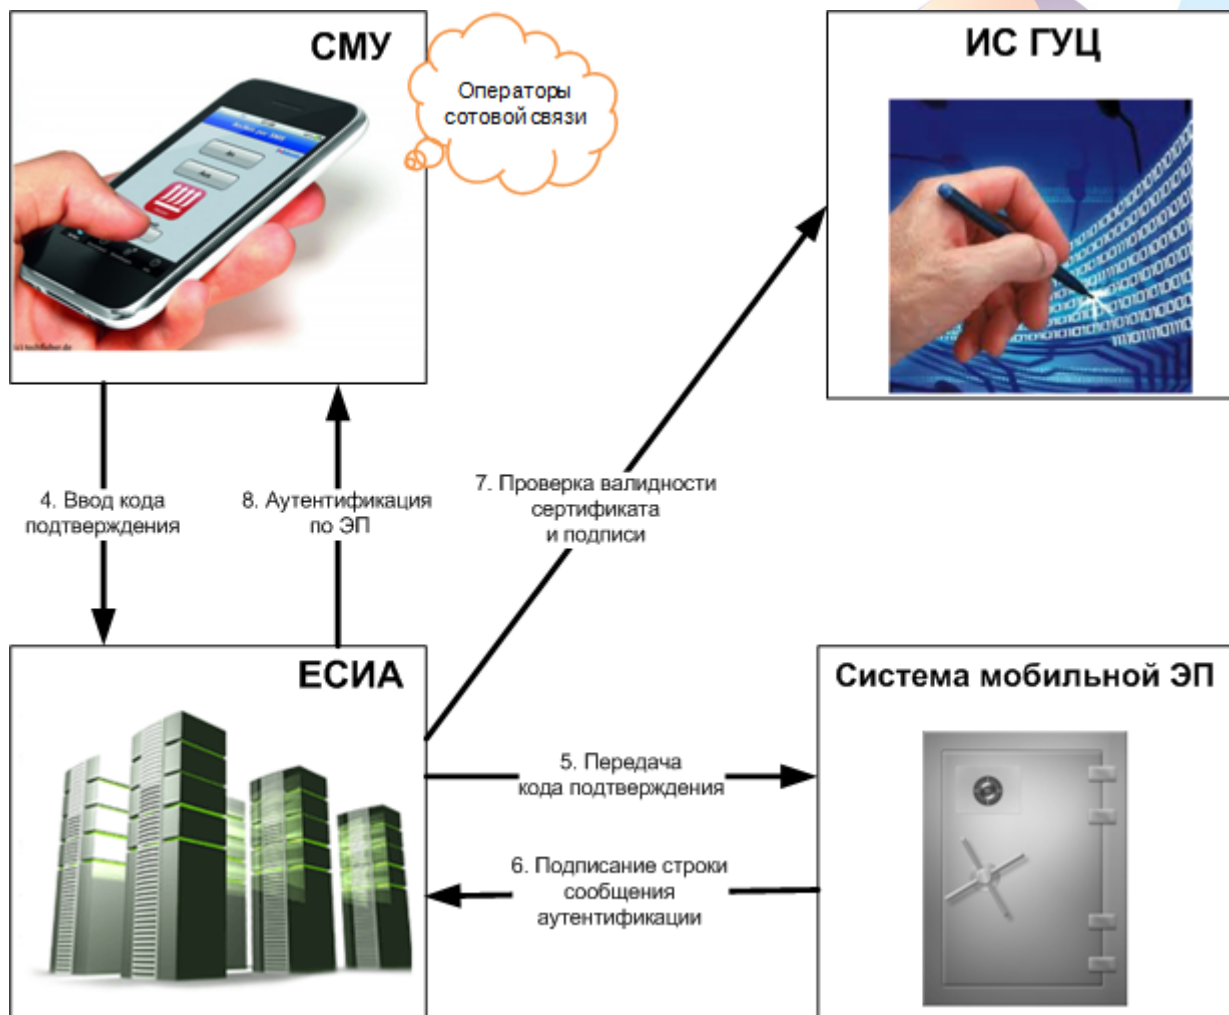 СМУ
Операторы
сотовой связи
ИС ГУЦ
4. Ввод кода
подтверждения
8. Аутентификация
по ЭП
7. Проверка валидности
сертификата
и подписи
ЕСИА
Система мобильной ЭП
5. Передача
кода подтверждения
6. Подписание строки
сообщения
аутентификации